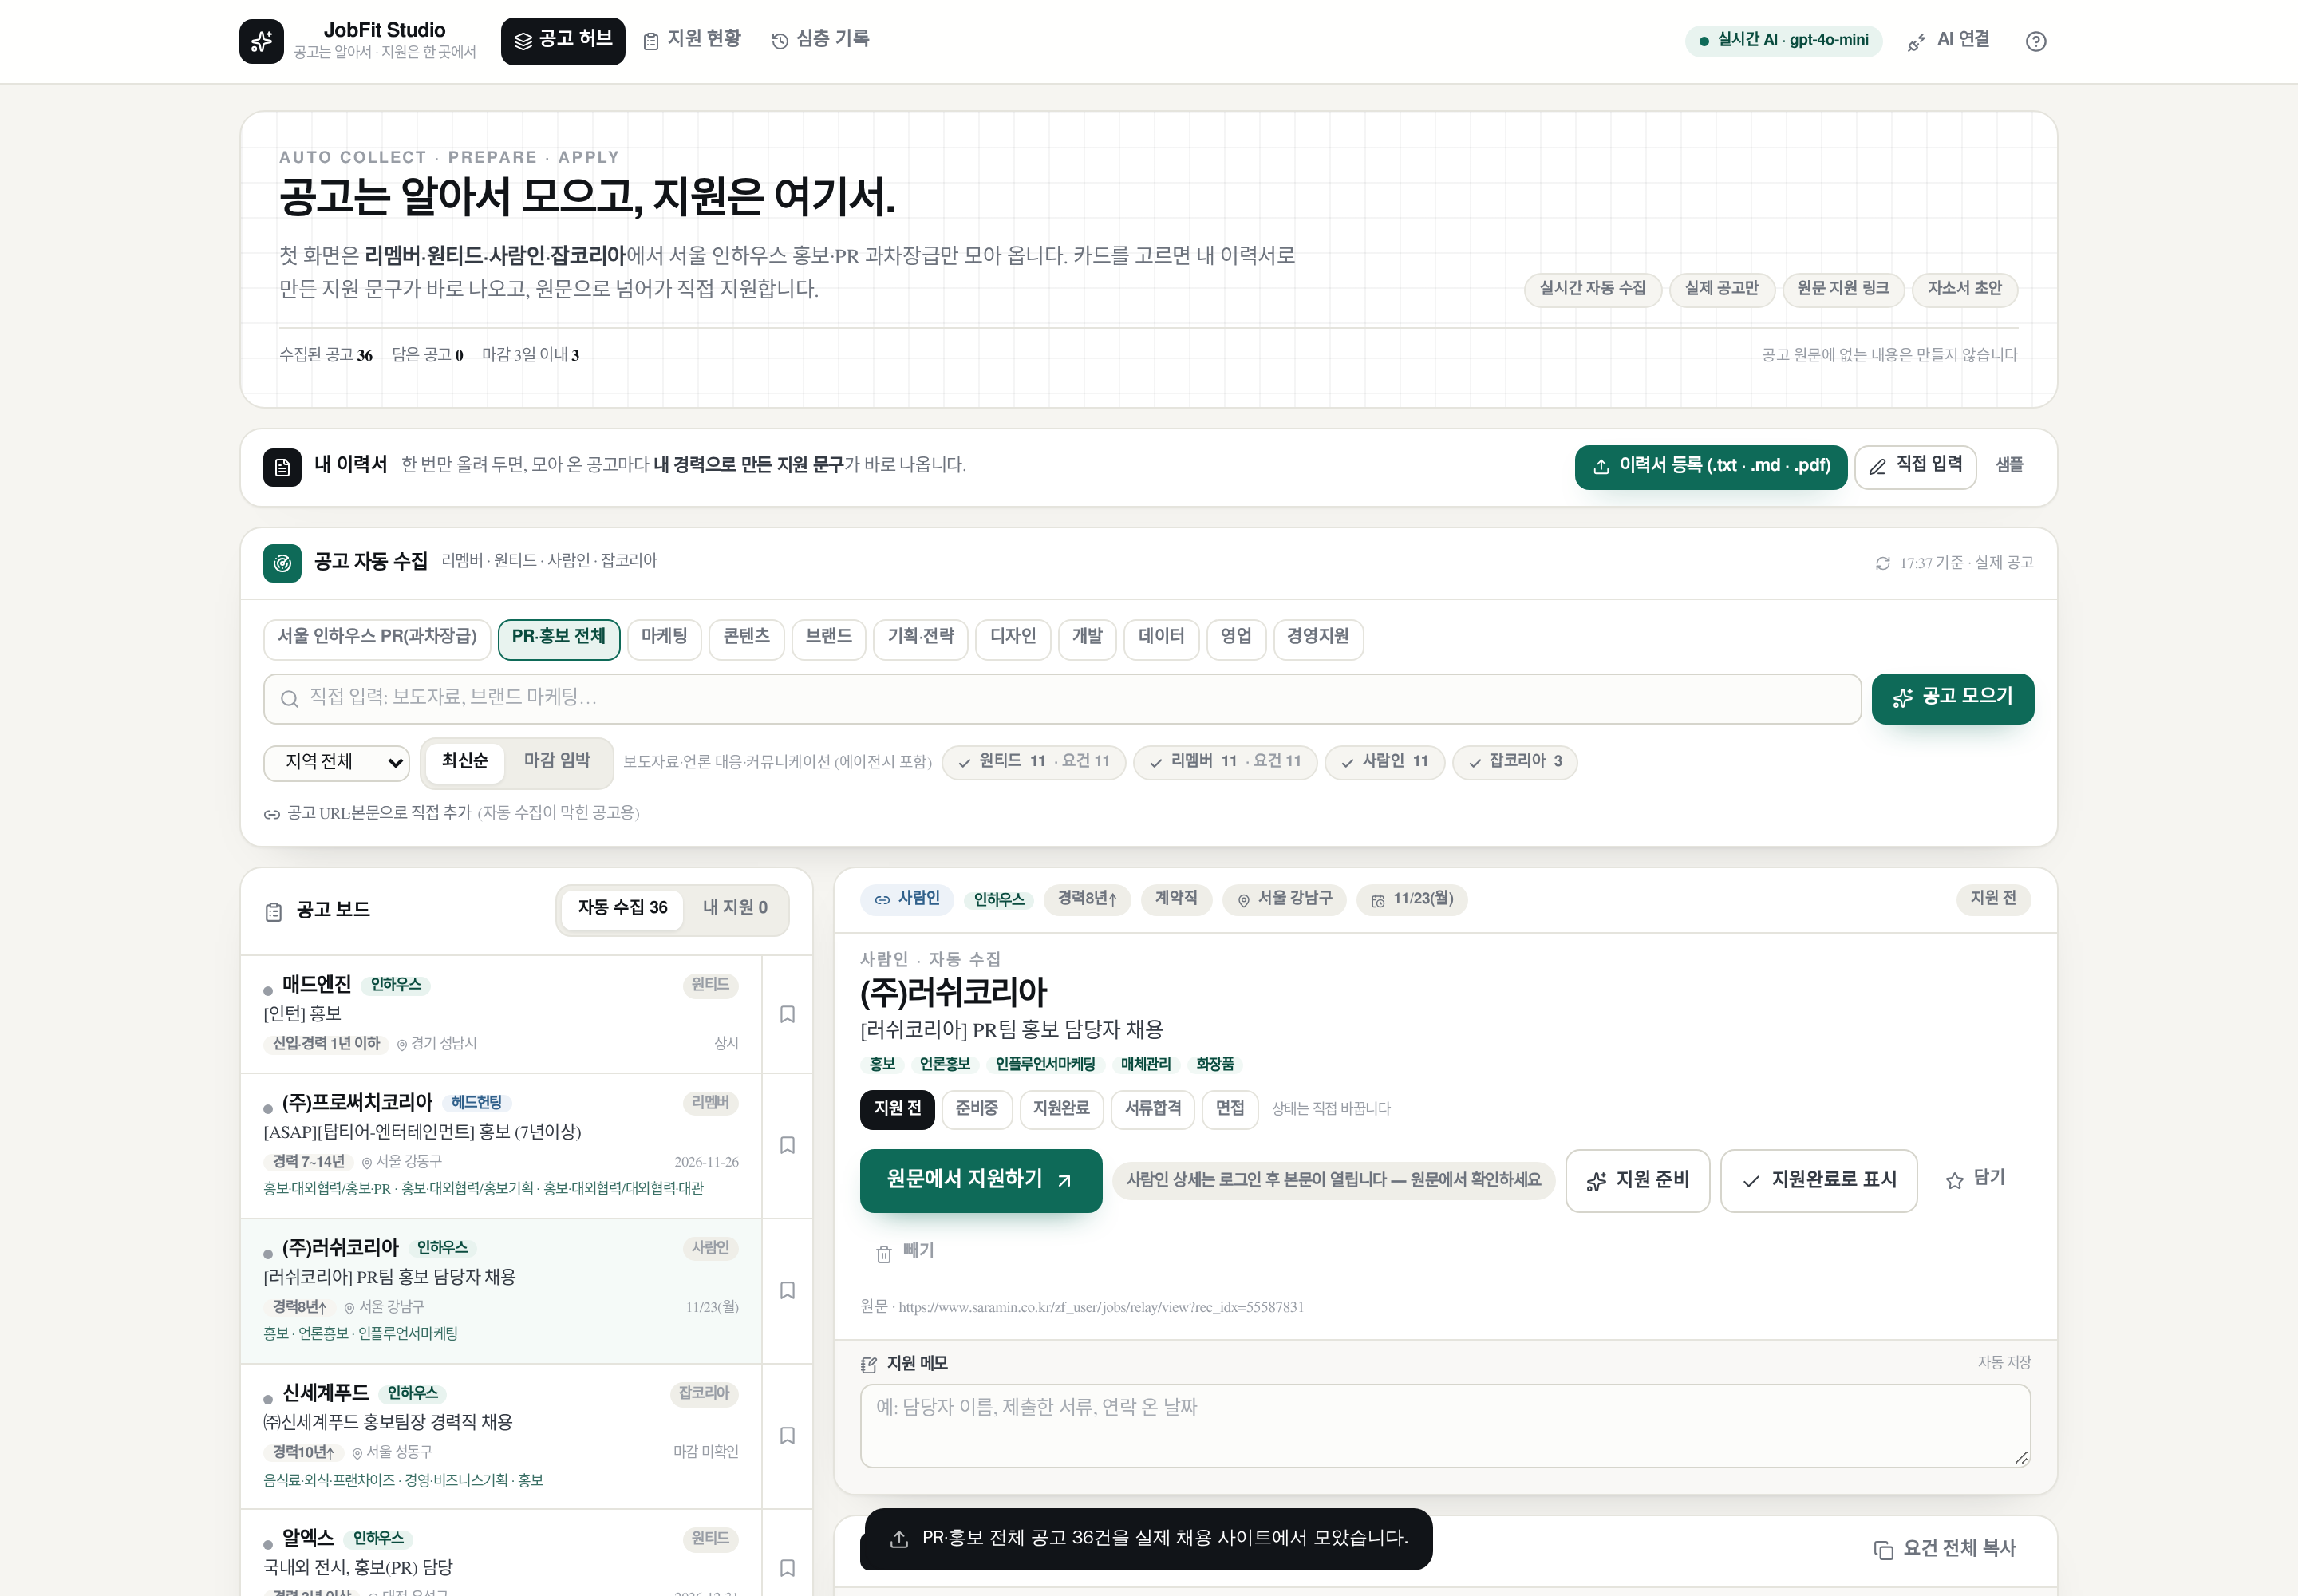 JobFit Studio
공고는 알아서 · 지원은 한 곳에서
공고 허브
지원 현황
심층 기록
실시간 AI · gpt-4o-mini
AI 연결
AUTO COLLECT · PREPARE · APPLY
공고는 알아서 모으고, 지원은 여기서.
첫 화면은 리멤버·원티드·사람인·잡코리아에서 서울 인하우스 홍보·PR 과차장급만 모아 옵니다. 카드를 고르면 내 이력서로
만든 지원 문구가 바로 나오고, 원문으로 넘어가 직접 지원합니다.
실시간 자동 수집
실제 공고만
원문 지원 링크
자소서 초안
수집된 공고 36 담은 공고 0 마감 3일 이내 3
공고 원문에 없는 내용은 만들지 않습니다
내 이력서
한 번만 올려 두면, 모아 온 공고마다 내 경력으로 만든 지원 문구가 바로 나옵니다.
이력서 등록 (.txt · .md · .pdf)
직접 입력
샘플
공고 자동 수집
리멤버 · 원티드 · 사람인 · 잡코리아
17:37 기준 · 실제 공고
서울 인하우스 PR(과차장급)
PR·홍보 전체
마케팅
콘텐츠
브랜드
기획·전략
디자인
개발
데이터
영업
경영지원
직접 입력: 보도자료, 브랜드 마케팅…
공고 모으기
지역 전체
최신순
마감 임박
보도자료·언론 대응·커뮤니케이션 (에이전시 포함)
원티드 11 · 요건 11
리멤버 11 · 요건 11
사람인 11
잡코리아 3
공고 URL·본문으로 직접 추가 (자동 수집이 막힌 공고용)
공고 보드
자동 수집 36
내 지원 0
매드엔진
인하우스
원티드
[인턴] 홍보
신입·경력 1년 이하
경기 성남시
상시
(주)프로써치코리아
헤드헌팅
리멤버
[ASAP][탑티어-엔터테인먼트] 홍보 (7년이상)
경력 7~14년
서울 강동구
2026-11-26
홍보·대외협력/홍보·PR · 홍보·대외협력/홍보기획 · 홍보·대외협력/대외협력·대관
(주)러쉬코리아
인하우스
사람인
[러쉬코리아] PR팀 홍보 담당자 채용
경력8년↑
서울 강남구
11/23(월)
홍보 · 언론홍보 · 인플루언서마케팅
신세계푸드
인하우스
잡코리아
㈜신세계푸드 홍보팀장 경력직 채용
경력10년↑
서울 성동구
마감 미확인
음식료·외식·프랜차이즈 · 경영·비즈니스기획 · 홍보
알엑스
인하우스
원티드
국내외 전시, 홍보(PR) 담당
사람인
인하우스
경력8년↑
계약직
서울 강남구
11/23(월)
지원 전
사람인 · 자동 수집
(주)러쉬코리아
[러쉬코리아] PR팀 홍보 담당자 채용
홍보
언론홍보
인플루언서마케팅
매체관리
화장품
지원 전
준비중
지원완료
서류합격
면접
상태는 직접 바꿉니다
원문에서 지원하기
사람인 상세는 로그인 후 본문이 열립니다 — 원문에서 확인하세요
지원 준비
지원완료로 표시
담기
빼기
원문 · https://www.saramin.co.kr/zf_user/jobs/relay/view?rec_idx=55587831
지원 메모
자동 저장
예: 담당자 이름, 제출한 서류, 연락 온 날짜
PR·홍보 전체 공고 36건을 실제 채용 사이트에서 모았습니다.
요건 전체 복사